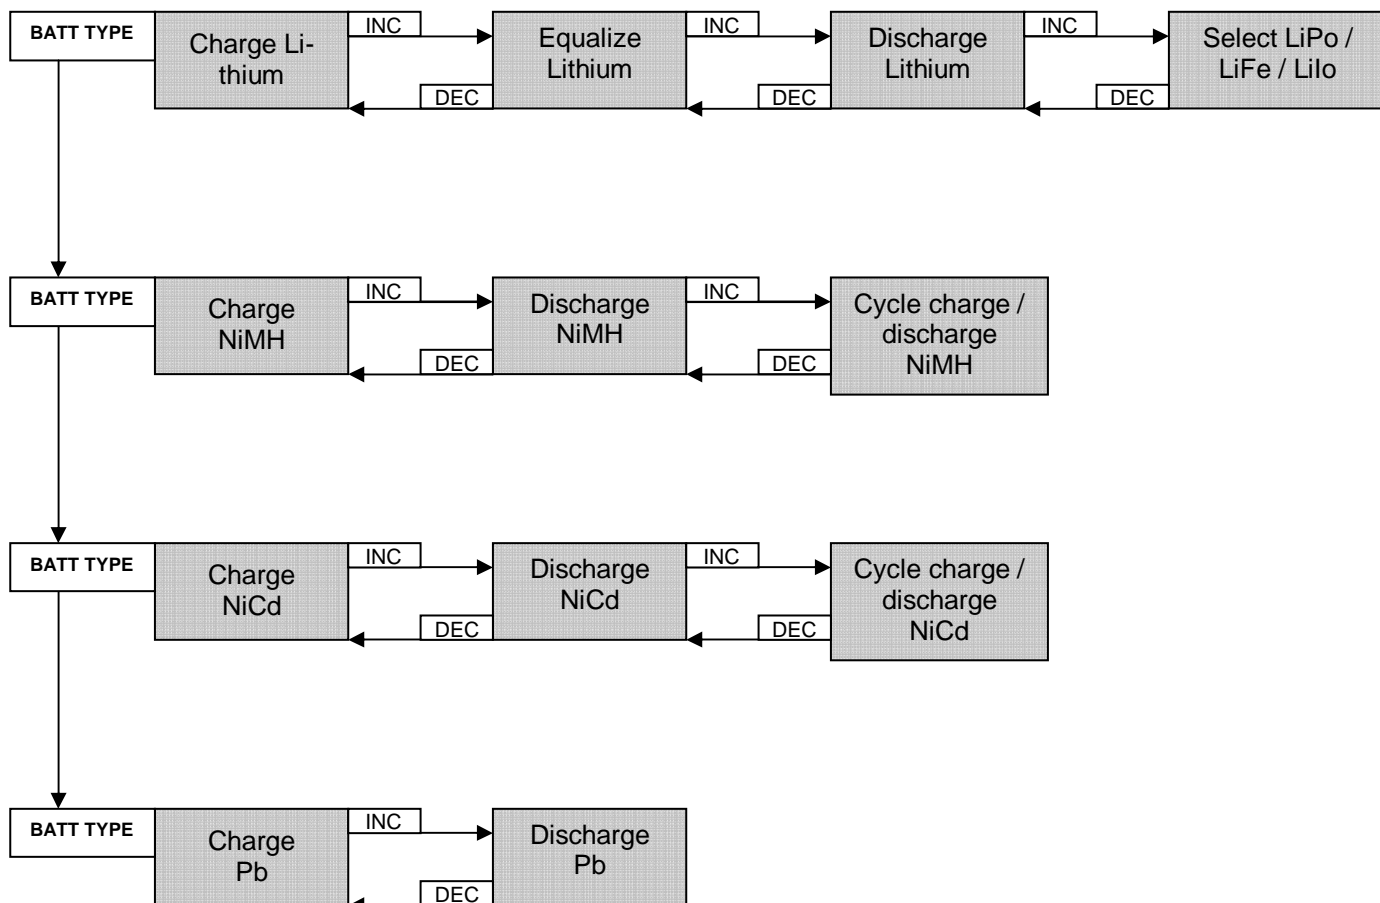 BATT TYPE
Charge Li-
thium
INC
DEC
Equalize
Lithium
INC
DEC
Discharge
Lithium
INC
DEC
Select LiPo /
LiFe / LiIo
BATT TYPE
Charge
NiMH
INC
DEC
Discharge
NiMH
INC
DEC
Cycle charge /
discharge
NiMH
BATT TYPE
Charge
NiCd
INC
DEC
Discharge
NiCd
INC
DEC
Cycle charge /
discharge
NiCd
BATT TYPE
Charge
Pb
INC
DEC
Discharge
Pb